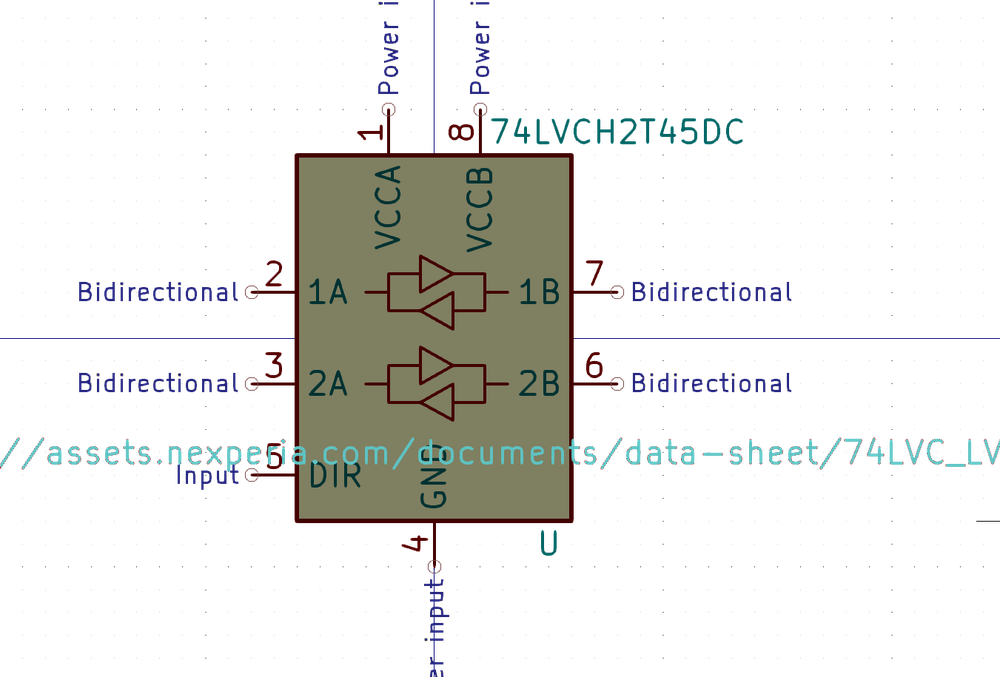 Power i
Power i
1
8
74LVCH2T45DC
VCCA
VCCB
Bidirectional
2
1A
1B
7
Bidirectional
Bidirectional
3
2A
2B
6
Bidirectional
//assets.nexperia.com/documents/data-sheet/74LVC_LV
Input
5
DIR
GND
4
U
er input